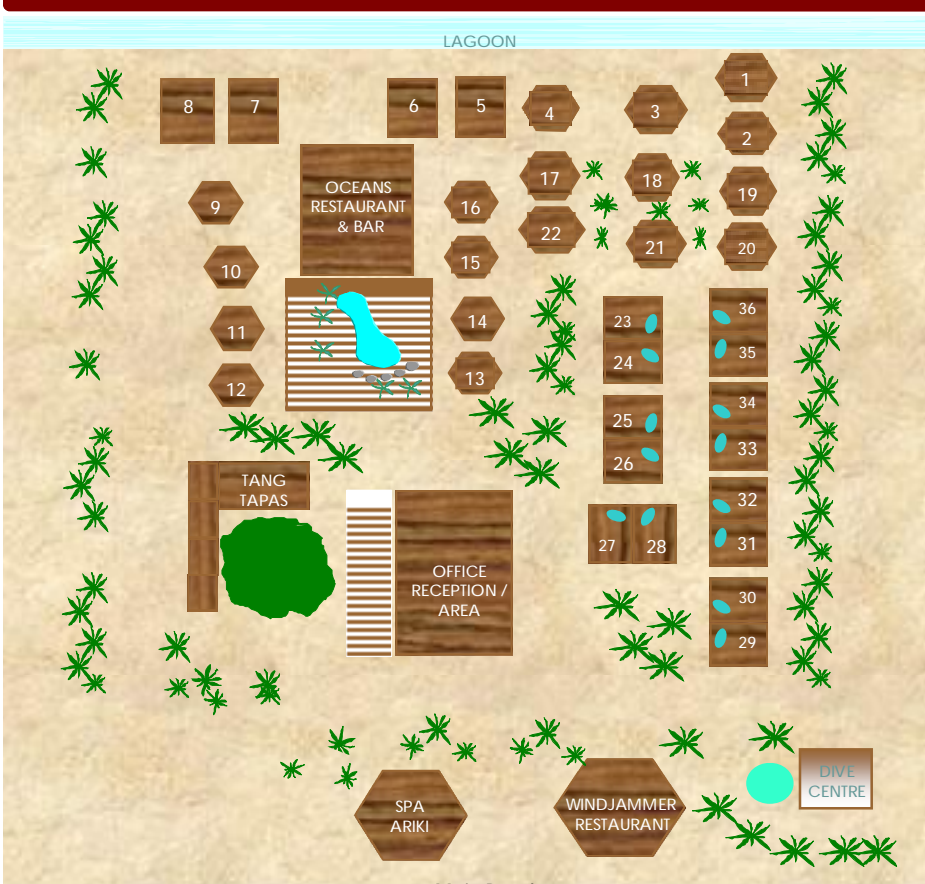 LAGOON
1
8
7
6
5
4
3
2
17
18
19
9
OCEANS
RESTAURANT
& BAR
16
22
21
20
10
15
11
14
12
13
23
24
36
35
25
26
34
33
27
28
32
31
30
29
TANG
TAPAS
OFFICE
RECEPTION /
AREA
SPA
ARIKI
WINDJAMMER
RESTAURANT
DIVE
CENTRE